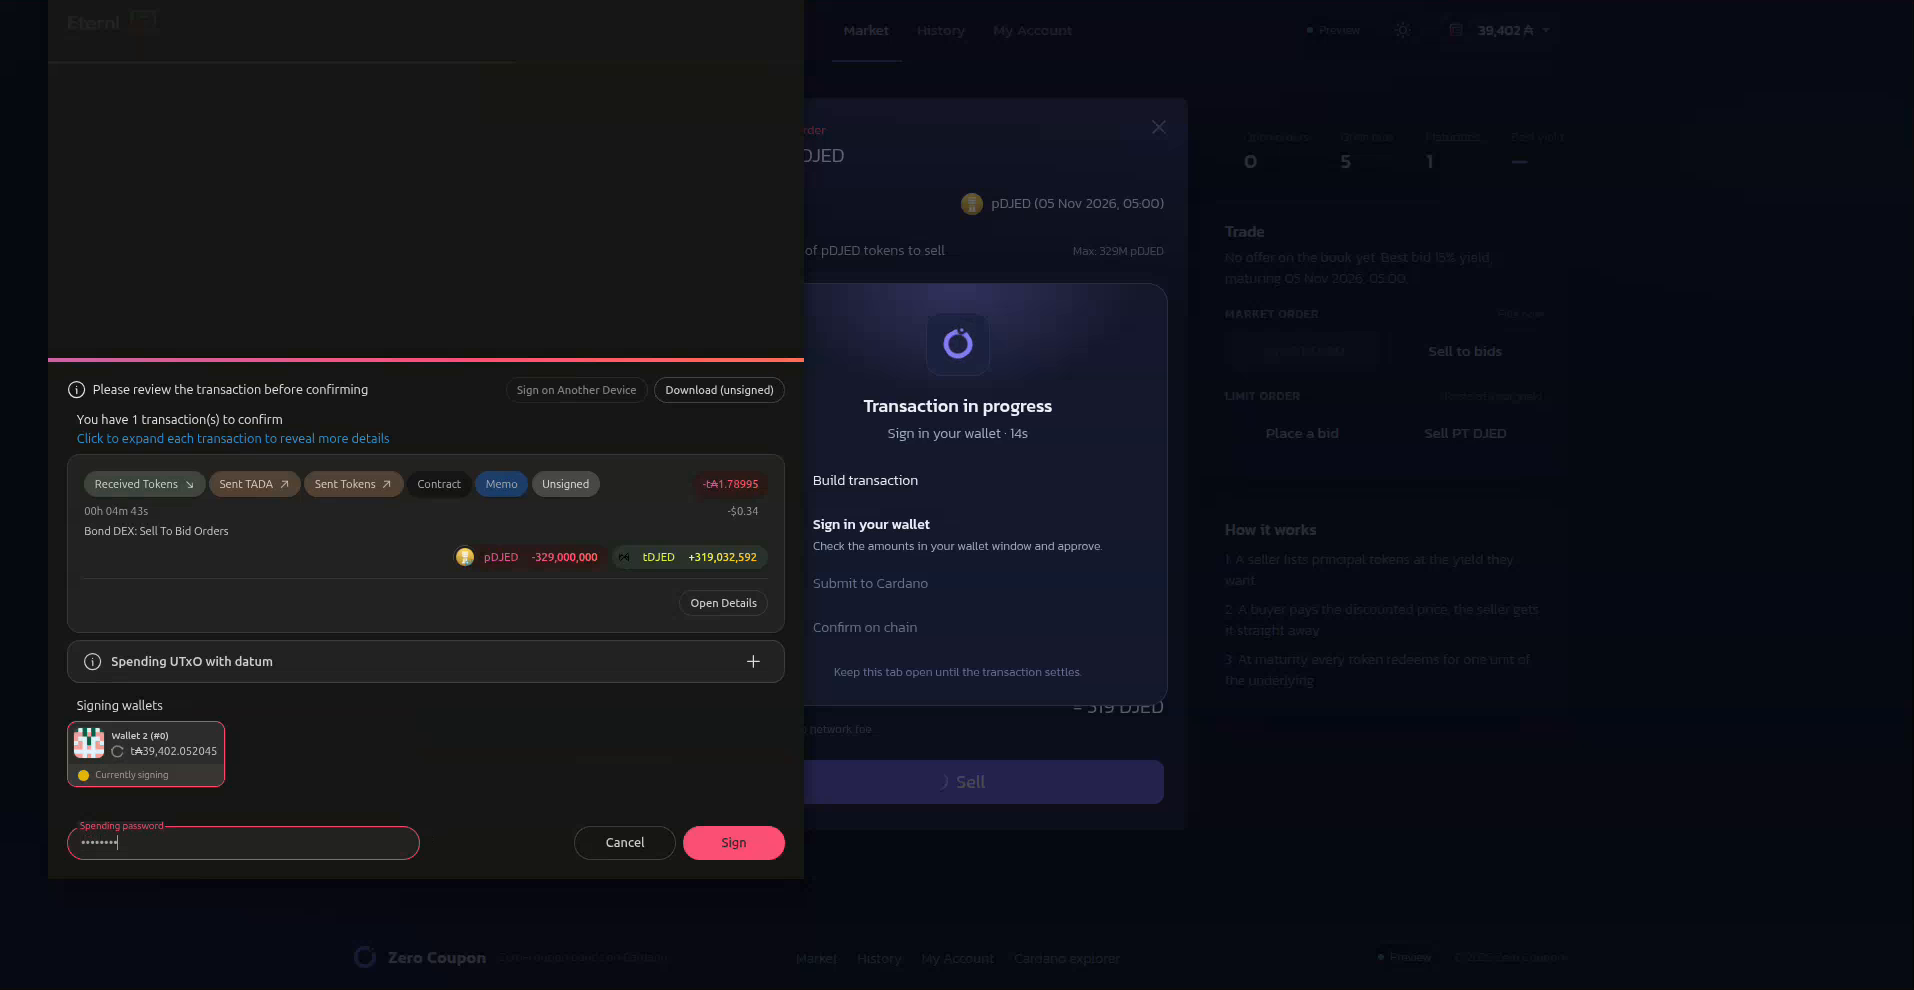 Eternl
Market
History
My Account
Preview
39,402 ₳
rder
DJED
0
5
1
—
pDJED (05 Nov 2026, 05:00)
of pDJED tokens to sell
Max: 329M pDJED
Trade
No offer on the book yet. Best bid 15% yield,
maturing 05 Nov 2026, 05:00.
MARKET ORDER
Sell to bids
LIMIT ORDER
Place a bid
Sell PT DJED
Transaction in progress
Sign in your wallet · 14s
Build transaction
Sign in your wallet
Check the amounts in your wallet window and approve.
Submit to Cardano
Confirm on chain
Keep this tab open until the transaction settles.
= 319 DJED
network fee
Sell
How it works
1. A seller lists principal tokens at the yield they
want
2. A buyer pays the discounted price, the seller gets
it straight away
3. At maturity every token redeems for one unit of
the underlying
Please review the transaction before confirming
Sign on Another Device
Download (unsigned)
You have 1 transaction(s) to confirm
Click to expand each transaction to reveal more details
Received Tokens ↘
Sent TADA ↗
Sent Tokens ↗
Contract
Memo
Unsigned
-t₳1.78995
00h 04m 43s
-$0.34
Bond DEX: Sell To Bid Orders
pDJED -329,000,000
tDJED +319,032,592
Open Details
Spending UTxO with datum
Signing wallets
Wallet 2 (#0)
t₳39,402.052045
Currently signing
Spending password
••••••••
Cancel
Sign
Zero Coupon
Market
History
My Account
Cardano explorer
Preview